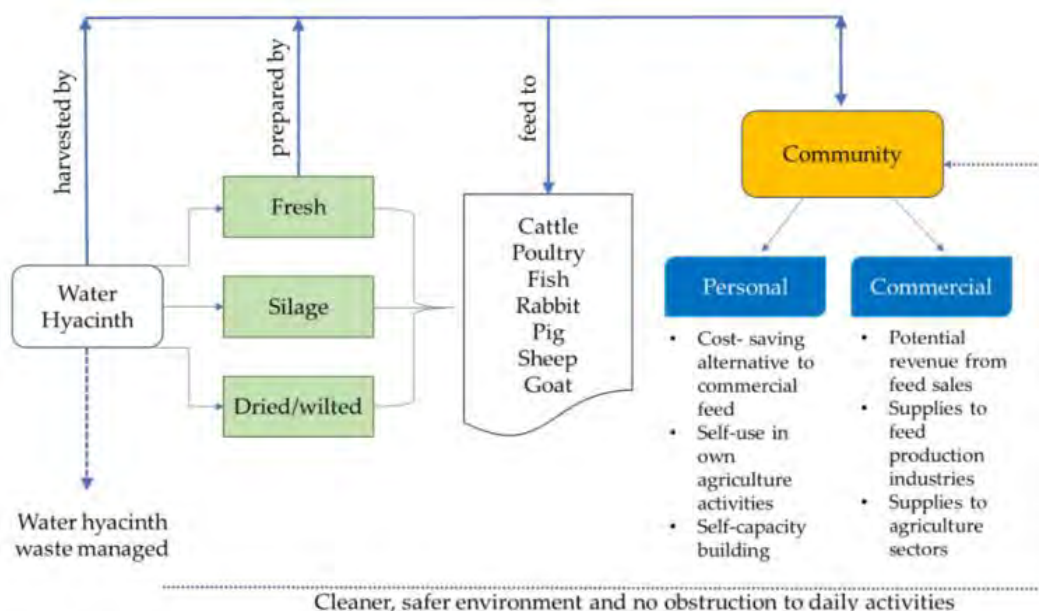 harvested by
prepared by
feed to
Community
Fresh
Silage
Dried/wilted
Water
Hyacinth
Cattle
Poultry
Fish
Rabbit
Pig
Sheep
Goat
Personal
• Cost- saving
alternative to
commercial
feed
• Self-use in
own
agriculture
activities
• Self-capacity
building
Commercial
• Potential
revenue from
feed sales
• Supplies to
feed
production
industries
• Supplies to
agriculture
sectors
Water hyacinth
waste managed
Cleaner, safer environment and no obstruction to daily activities